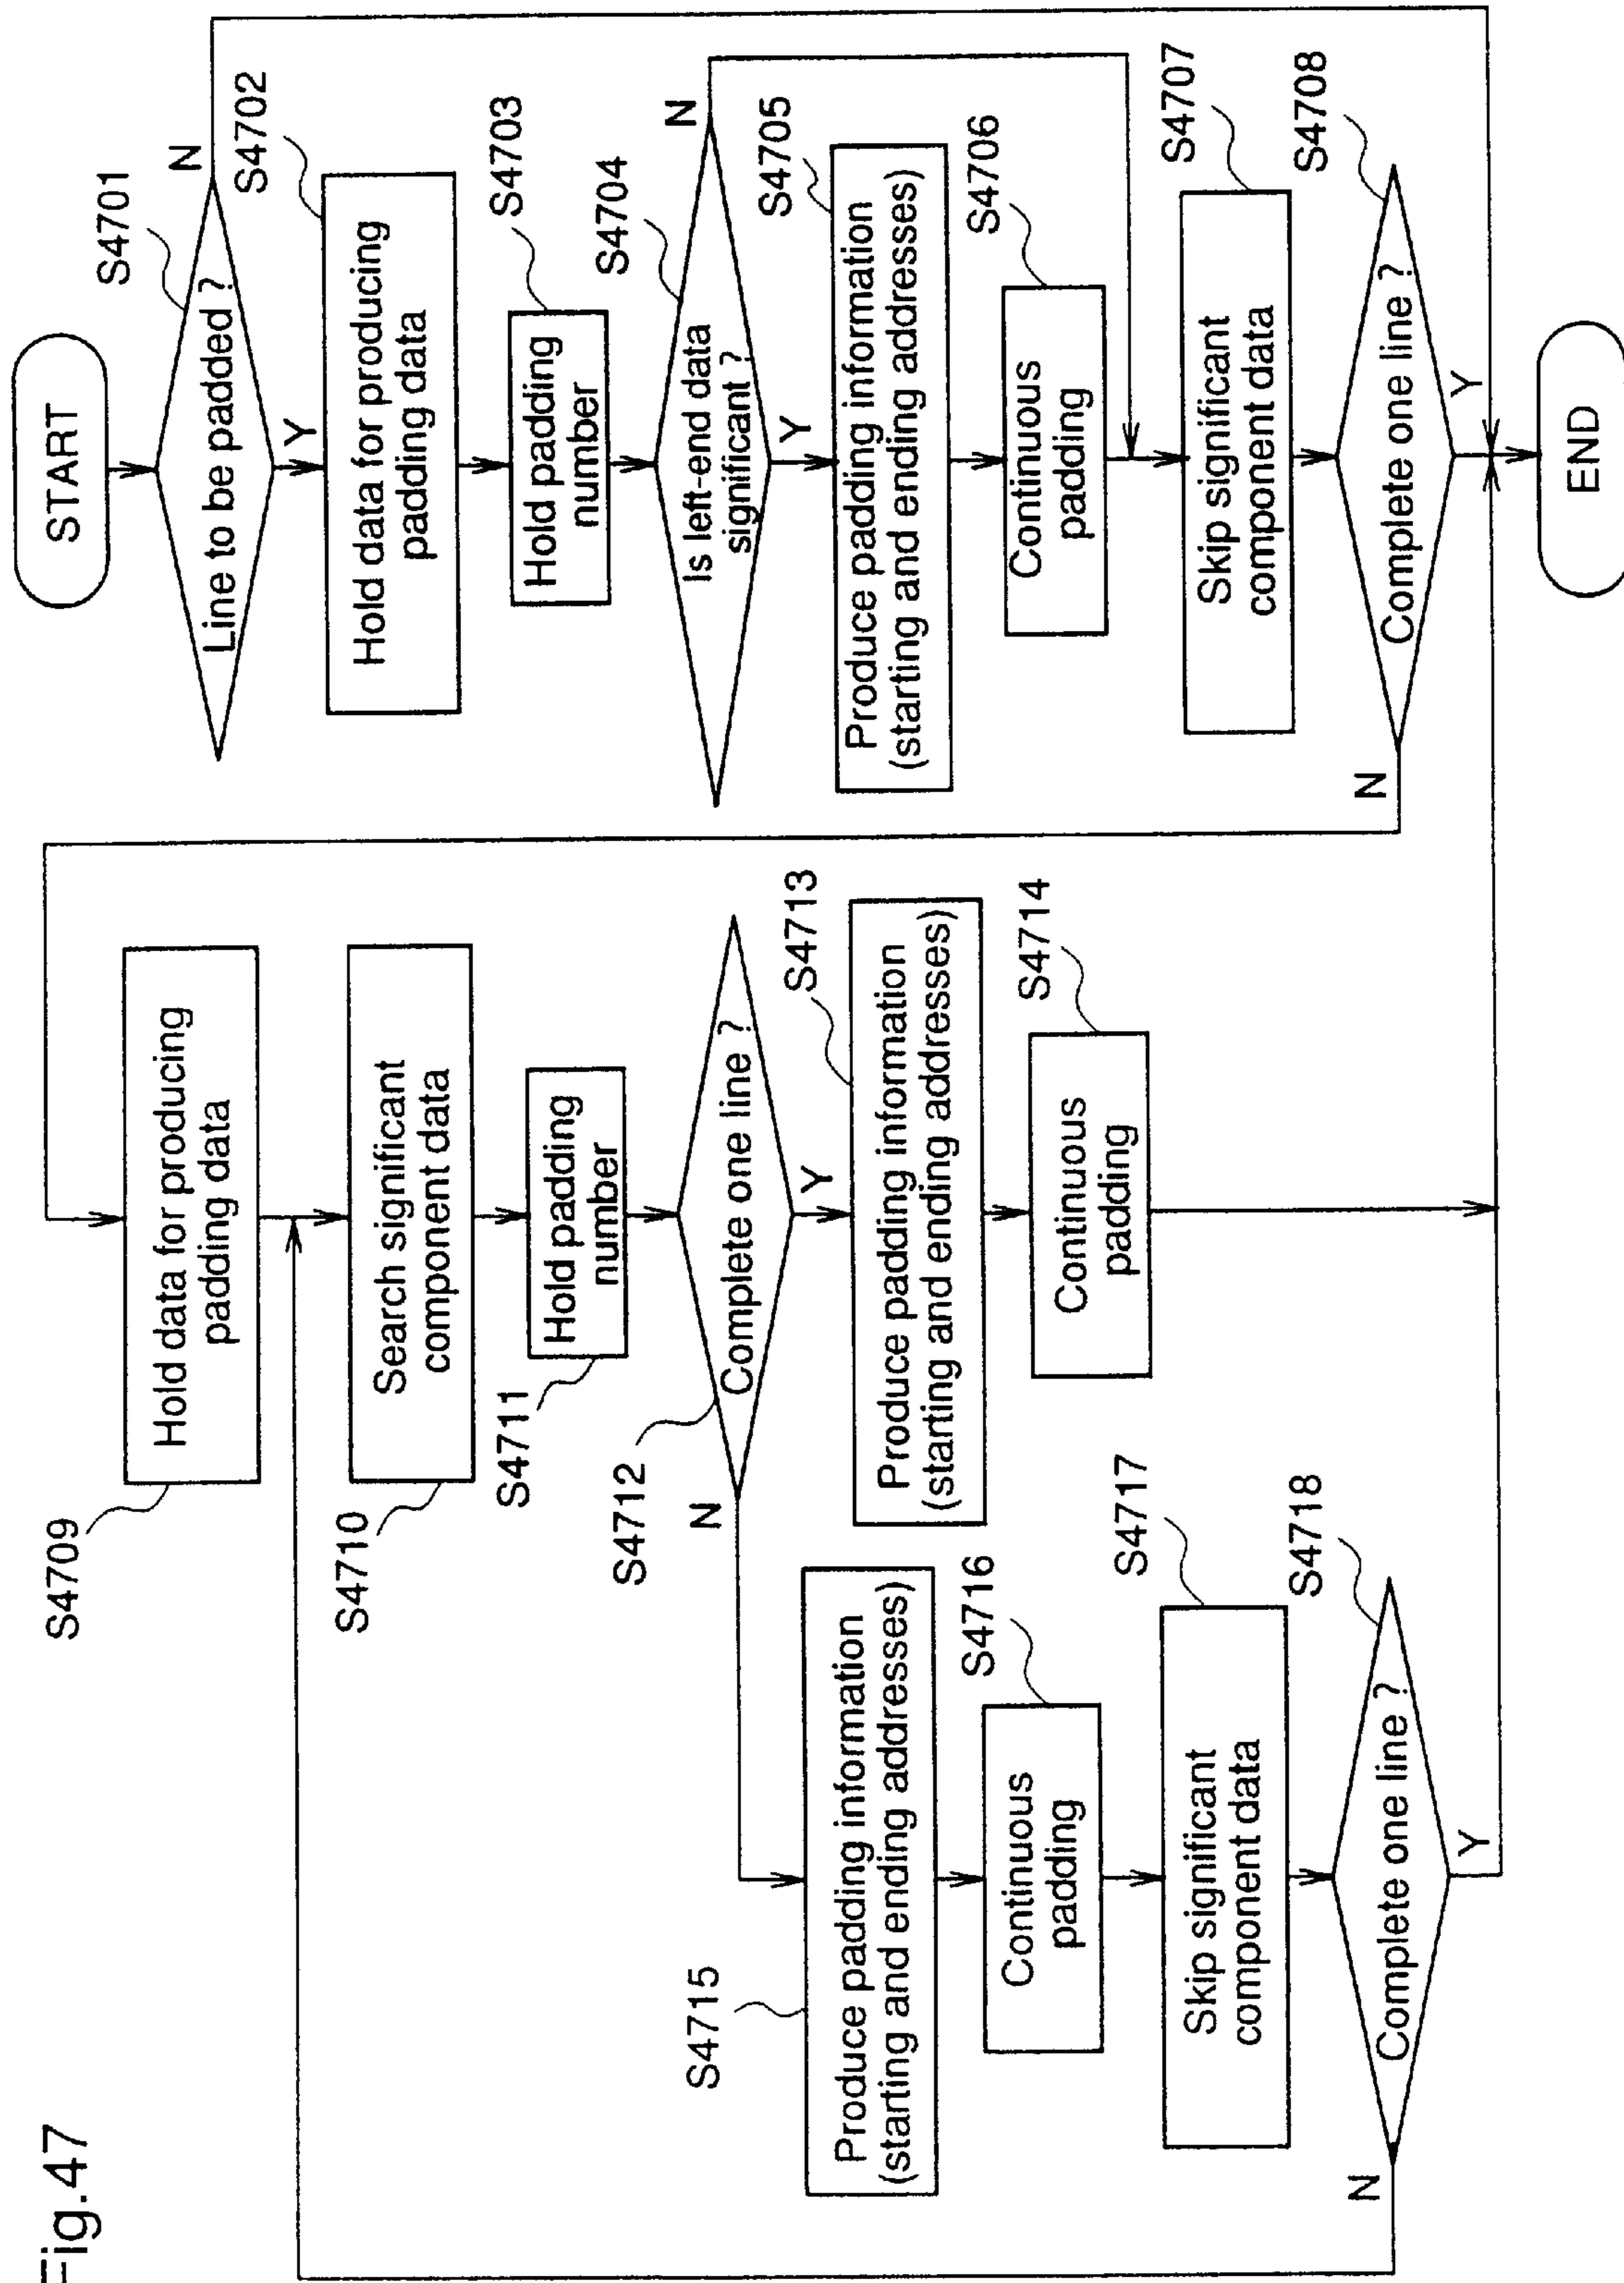 Fig.47
START
S4701
Line to be padded ?
N
Y
S4702
Hold data for producing
padding data
S4703
Hold padding
number
S4704
Is left-end data
significant ?
N
Y
S4705
Produce padding information
(starting and ending addresses)
S4706
Continuous
padding
S4707
Skip significant
component data
S4708
Complete one line ?
N
Y
END
S4709
Hold data for producing
padding data
S4710
Search significant
component data
S4711
Hold padding
number
S4712
Complete one line ?
N
Y
S4713
Produce padding information
(starting and ending addresses)
S4714
Continuous
padding
S4715
Produce padding information
(starting and ending addresses)
S4716
Continuous
padding
S4717
Skip significant
component data
S4718
Complete one line ?
N
Y